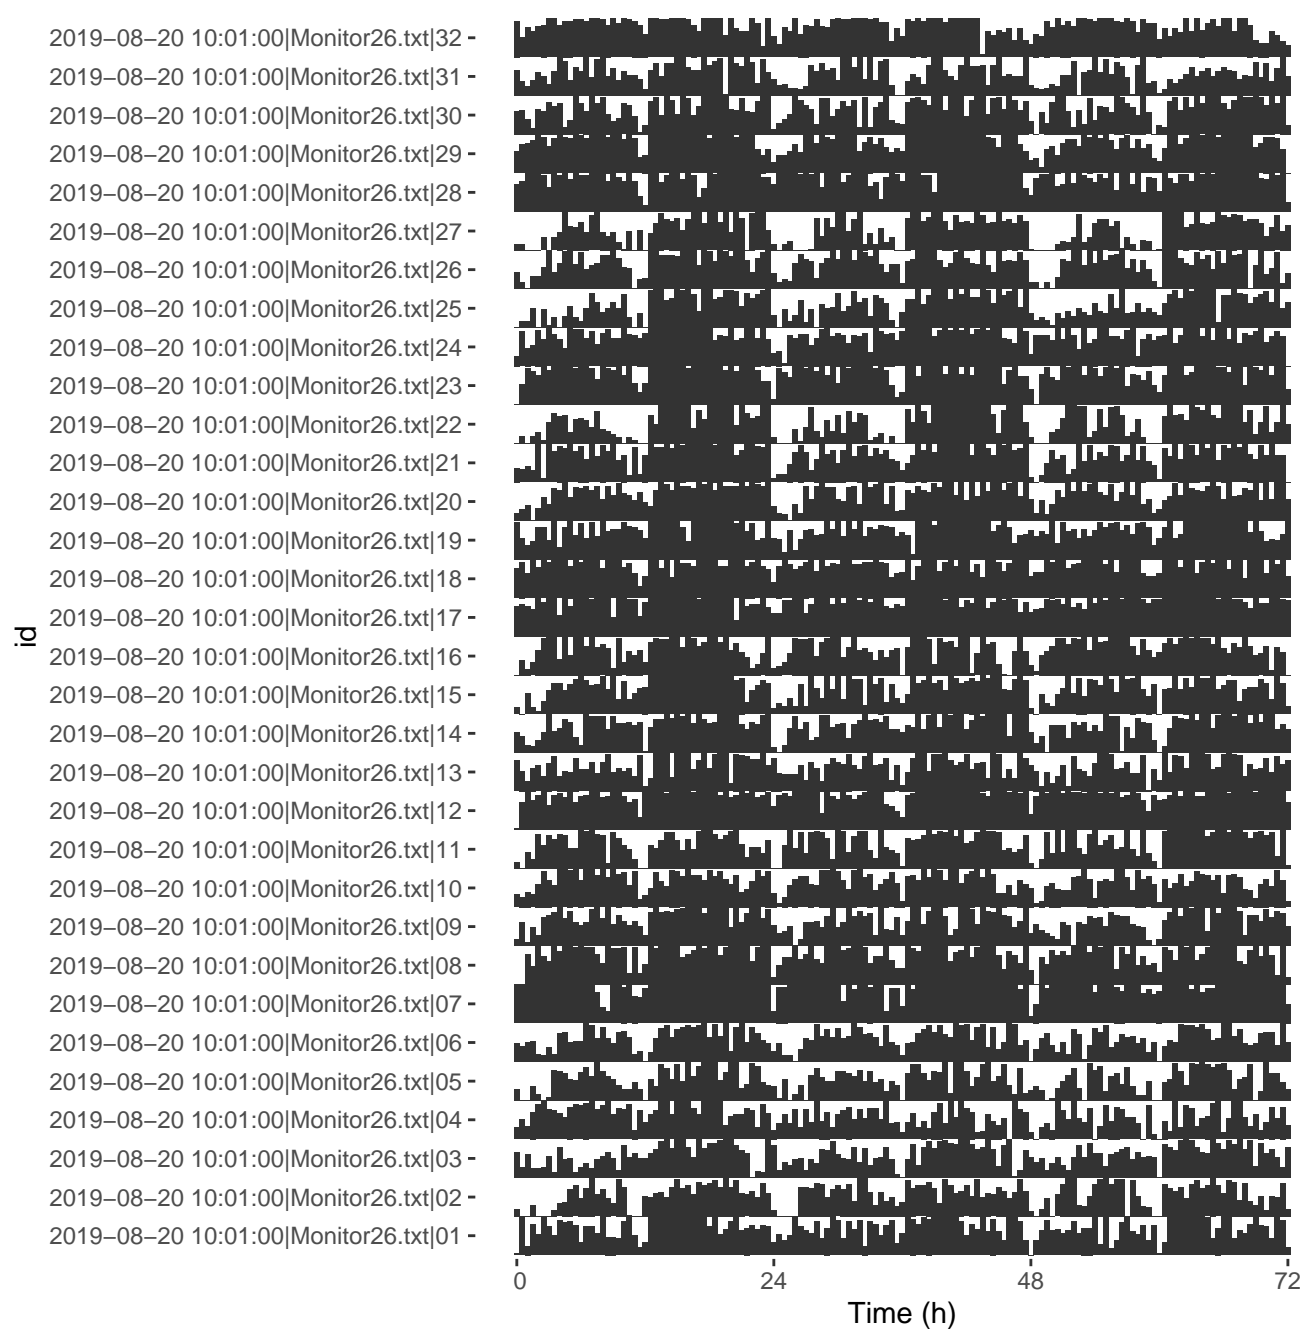 2019–08–20 10:01:00|Monitor26.txt|32
2019–08–20 10:01:00|Monitor26.txt|31
2019–08–20 10:01:00|Monitor26.txt|30
2019–08–20 10:01:00|Monitor26.txt|29
2019–08–20 10:01:00|Monitor26.txt|28
2019–08–20 10:01:00|Monitor26.txt|27
2019–08–20 10:01:00|Monitor26.txt|26
2019–08–20 10:01:00|Monitor26.txt|25
2019–08–20 10:01:00|Monitor26.txt|24
2019–08–20 10:01:00|Monitor26.txt|23
2019–08–20 10:01:00|Monitor26.txt|22
2019–08–20 10:01:00|Monitor26.txt|21
2019–08–20 10:01:00|Monitor26.txt|20
2019–08–20 10:01:00|Monitor26.txt|19
2019–08–20 10:01:00|Monitor26.txt|18
2019–08–20 10:01:00|Monitor26.txt|17
id
2019–08–20 10:01:00|Monitor26.txt|16
2019–08–20 10:01:00|Monitor26.txt|15
2019–08–20 10:01:00|Monitor26.txt|14
2019–08–20 10:01:00|Monitor26.txt|13
2019–08–20 10:01:00|Monitor26.txt|12
2019–08–20 10:01:00|Monitor26.txt|11
2019–08–20 10:01:00|Monitor26.txt|10
2019–08–20 10:01:00|Monitor26.txt|09
2019–08–20 10:01:00|Monitor26.txt|08
2019–08–20 10:01:00|Monitor26.txt|07
2019–08–20 10:01:00|Monitor26.txt|06
2019–08–20 10:01:00|Monitor26.txt|05
2019–08–20 10:01:00|Monitor26.txt|04
2019–08–20 10:01:00|Monitor26.txt|03
2019–08–20 10:01:00|Monitor26.txt|02
2019–08–20 10:01:00|Monitor26.txt|01
0 24 48 72
Time (h)